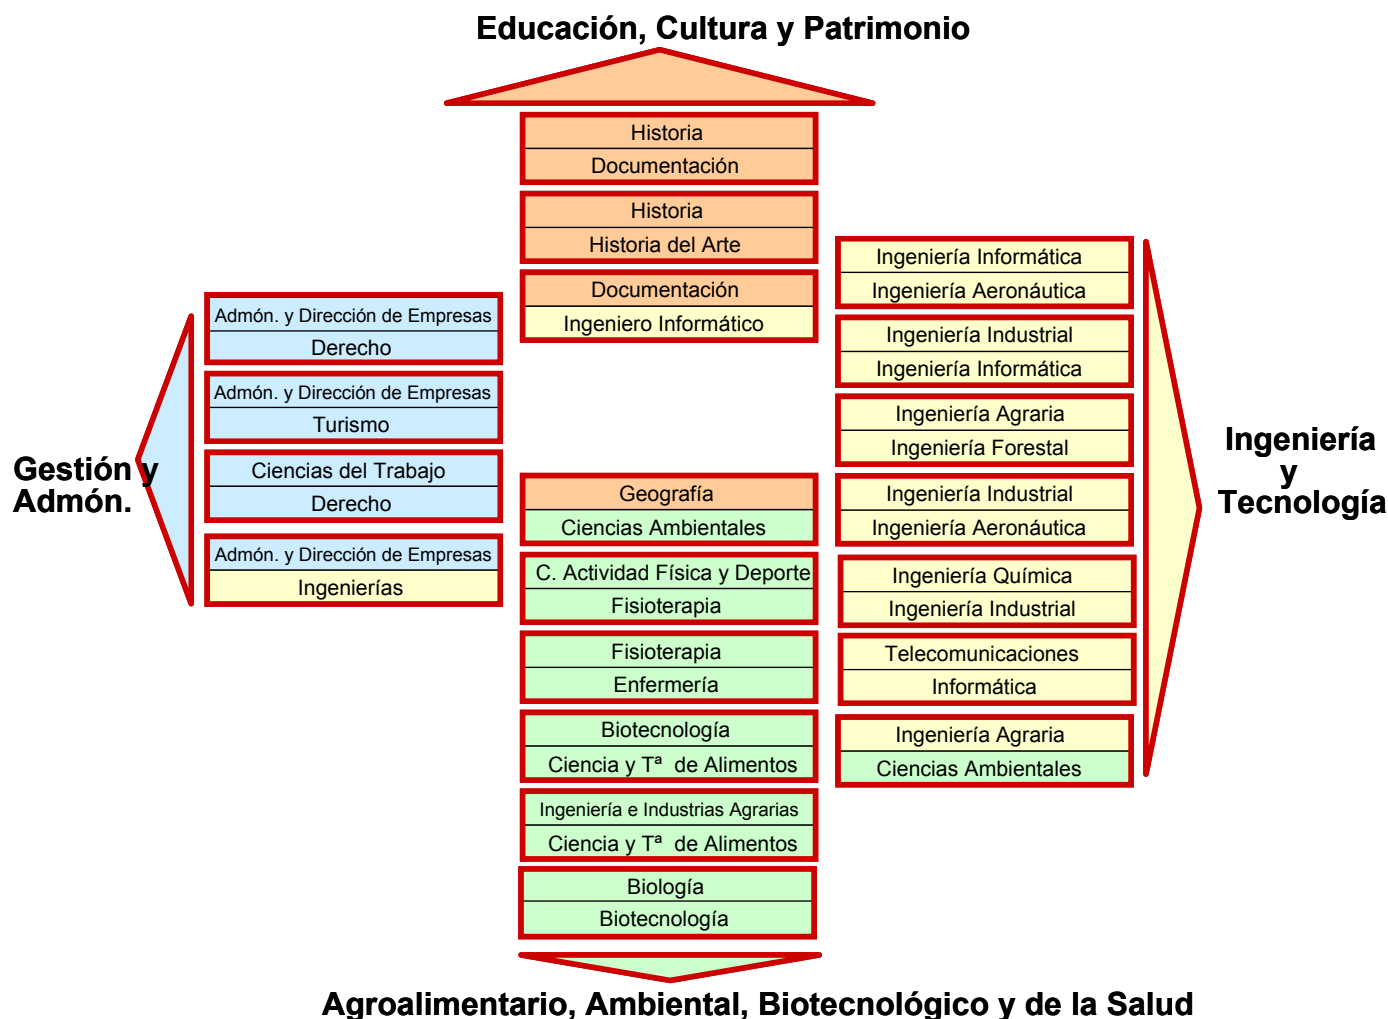 Educación, Cultura y Patrimonio
Historia
Documentación
Historia
Historia del Arte
Documentación
Ingeniero Informático
Gestión y
Admón.
Admón. y Dirección de Empresas
Derecho
Admón. y Dirección de Empresas
Turismo
Ciencias del Trabajo
Derecho
Admón. y Dirección de Empresas
Ingenierías
Geografía
Ciencias Ambientales
C. Actividad Física y Deporte
Fisioterapia
Fisioterapia
Enfermería
Biotecnología
Ciencia y Tª de Alimentos
Ingeniería e Industrias Agrarias
Ciencia y Tª de Alimentos
Biología
Biotecnología
Ingeniería Informática
Ingeniería Aeronáutica
Ingeniería Industrial
Ingeniería Informática
Ingeniería Agraria
Ingeniería Forestal
Ingeniería Industrial
Ingeniería Aeronáutica
Ingeniería Química
Ingeniería Industrial
Telecomunicaciones
Informática
Ingeniería Agraria
Ciencias Ambientales
Ingeniería
y
Tecnología
Agroalimentario, Ambiental, Biotecnológico y de la Salud